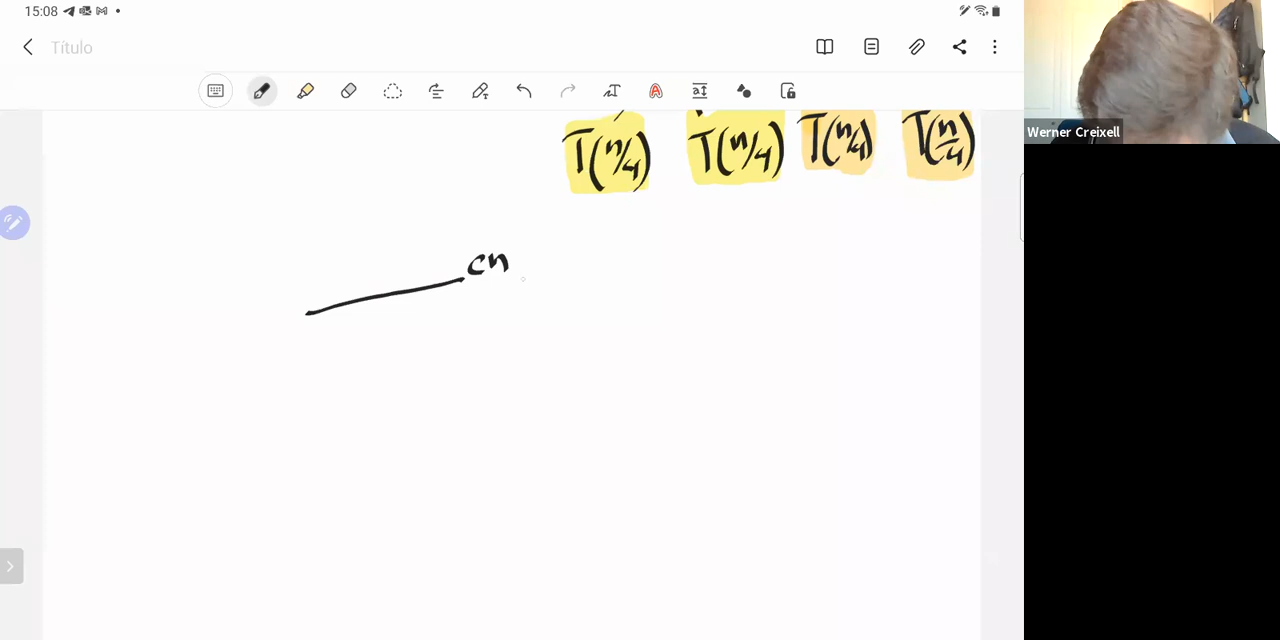 15:08
Título
T(n/4) T(n/4) T(n/4) T(n/4)
Werner Creixell
cn